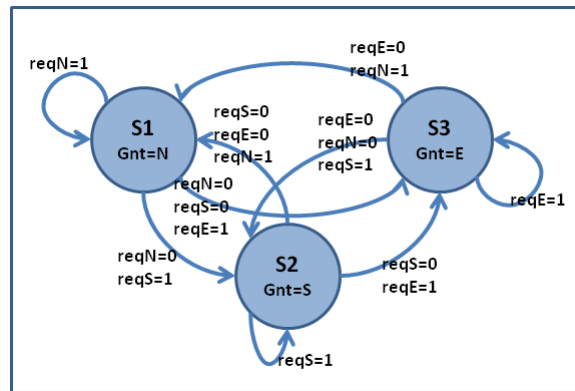 reqE=0
reqN=1
reqN=1
S1
Gnt=N
reqS=0
reqE=0
reqN=1
reqE=0
reqN=0
reqS=1
S3
Gnt=E
reqN=0
reqS=0
reqE=1
reqE=1
reqN=0
reqS=1
S2
Gnt=S
reqS=0
reqE=1
reqS=1